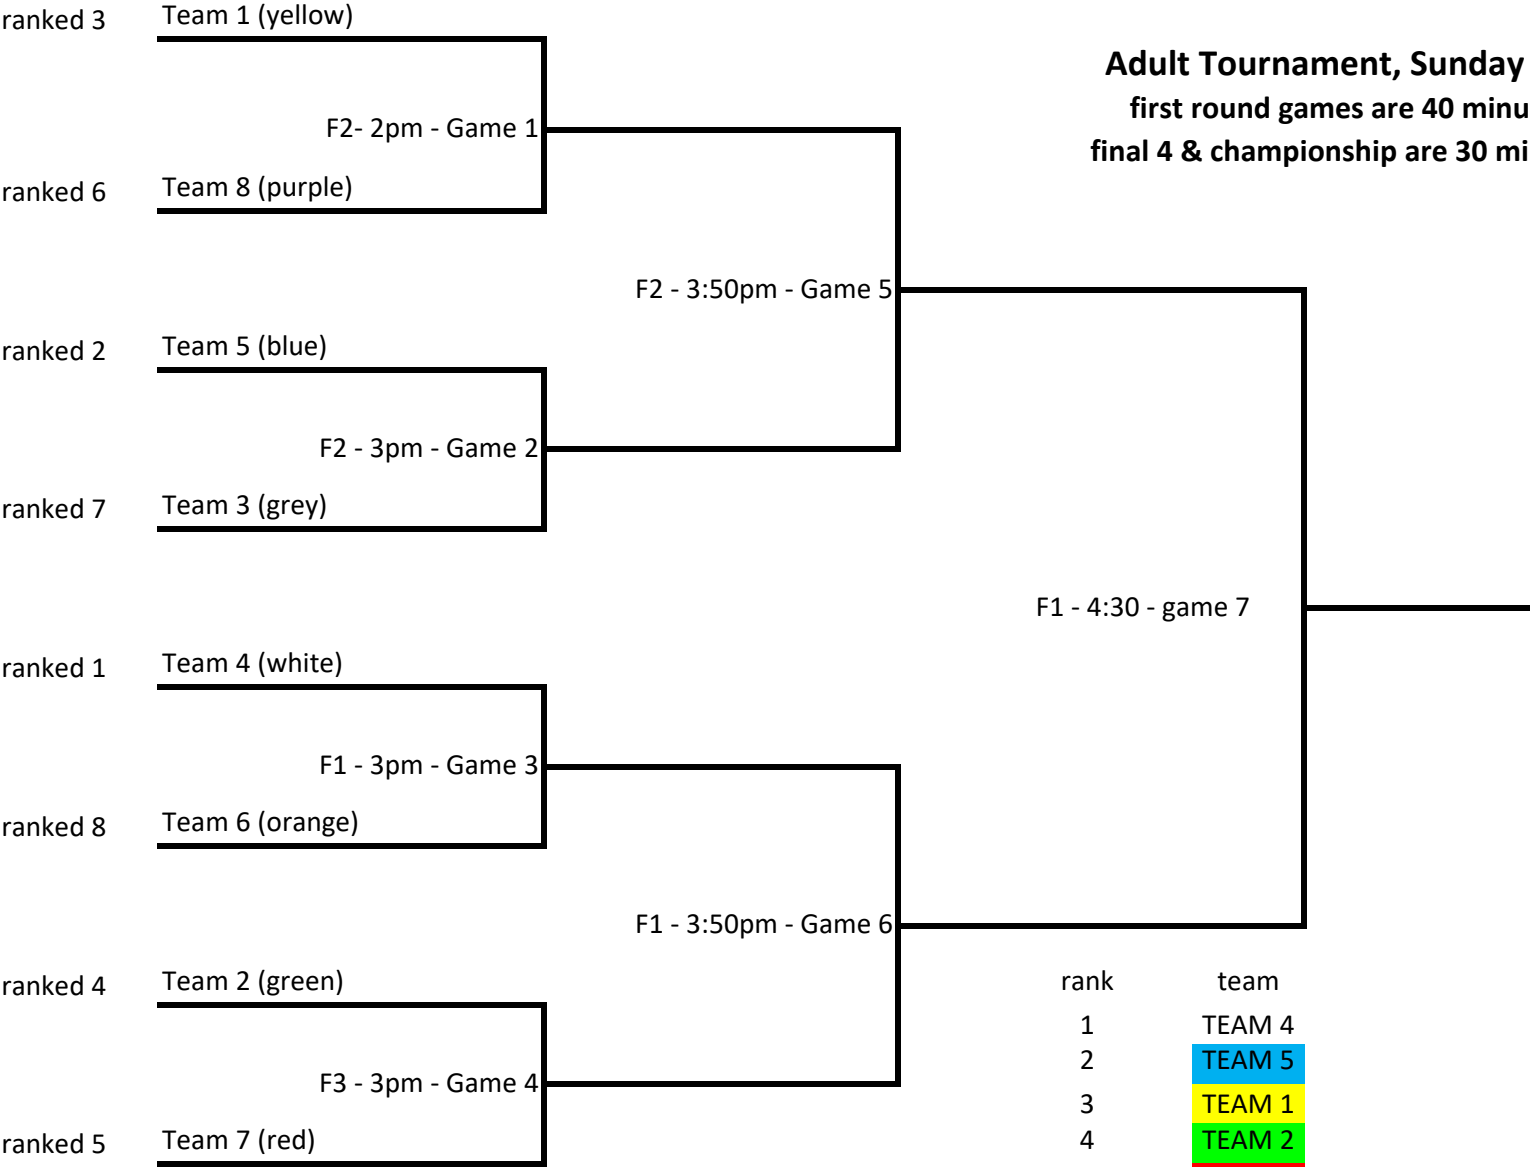 ranked 3 Team 1 (yellow)
Adult Tournament, Sunday
first round games are 40 minu
F2- 2pm - Game 1
final 4 & championship are 30 mi
ranked 6 Team 8 (purple)
F2 - 3:50pm - Game 5
ranked 2 Team 5 (blue)
F2 - 3pm - Game 2
ranked 7 Team 3 (grey)
F1 - 4:30 - game 7
ranked 1 Team 4 (white)
F1 - 3pm - Game 3
ranked 8 Team 6 (orange)
F1 - 3:50pm - Game 6
ranked 4 Team 2 (green)
rank team
1 TEAM 4
2 TEAM 5
F3 - 3pm - Game 4
3 TEAM 1
4 TEAM 2
ranked 5 Team 7 (red)